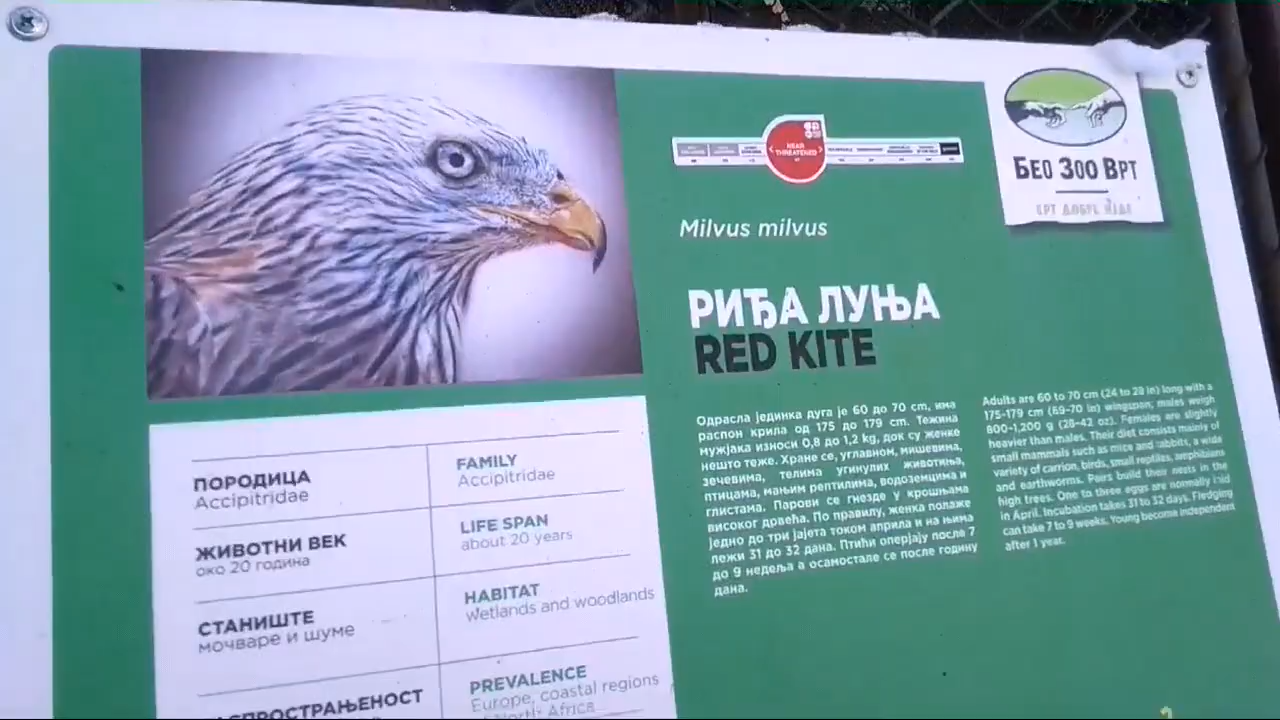 NEAR
THREATENED
БЕО ЗОО ВРТ
ВРТ ДОБРЕ НАДЕ
Milvus milvus
РИЂА ЛУЊА
RED KITE
Одрасла јединка дуга је 60 до 70 cm, има
распон крила од 175 до 179 cm. Тежина
мужјака износи 0,8 до 1,2 kg, док су женке
нешто теже. Хране се, углавном, мишевима,
зечевима, телима угинулих животиња,
птицама, мањим рептилима, водоземцима и
глистама. Парови се гнезде у крошњама
високог дрвећа. По правилу, женка полаже
једно до три јајета током априла и на њима
лежи 31 до 32 дана. Птићи оперјају после 7
до 9 недеља а осамостале се после годину
дана.
Adults are 60 to 70 cm (24 to 28 in) long with a
175-179 cm (69-70 in) wingspan; males weigh
800-1,200 g (28-42 oz). Females are slightly
heavier than males. Their diet consists mainly of
small mammals such as mice and rabbits, a wide
variety of carrion, birds, small reptiles, amphibians
and earthworms. Pairs build their nests in the
high trees. One to three eggs are normally laid
in April. Incubation takes 31 to 32 days. Fledging
can take 7 to 9 weeks. Young become independent
after 1 year.
ПОРОДИЦА
Accipitridae
FAMILY
Accipitridae
ЖИВОТНИ ВЕК
око 20 година
LIFE SPAN
about 20 years
СТАНИШТЕ
мочваре и шуме
HABITAT
Wetlands and woodlands
РАСПРОСТРАЊЕНОСТ
PREVALENCE
Europe, coastal regions
of North Africa